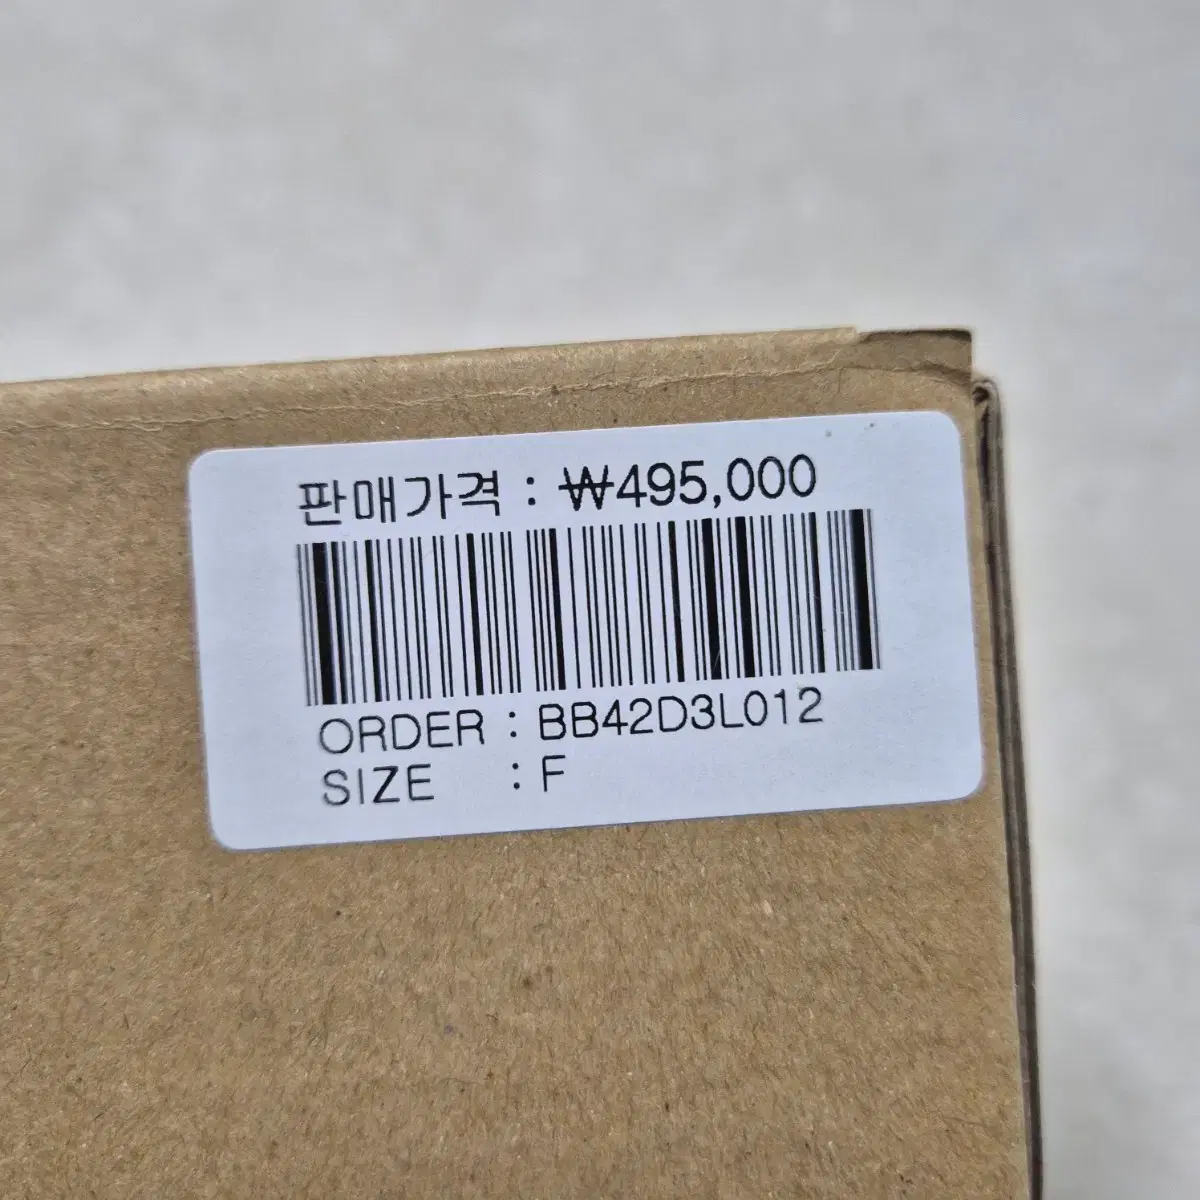 판매가격 : ₩495,000
ORDER : BB42D3L012
SIZE : F